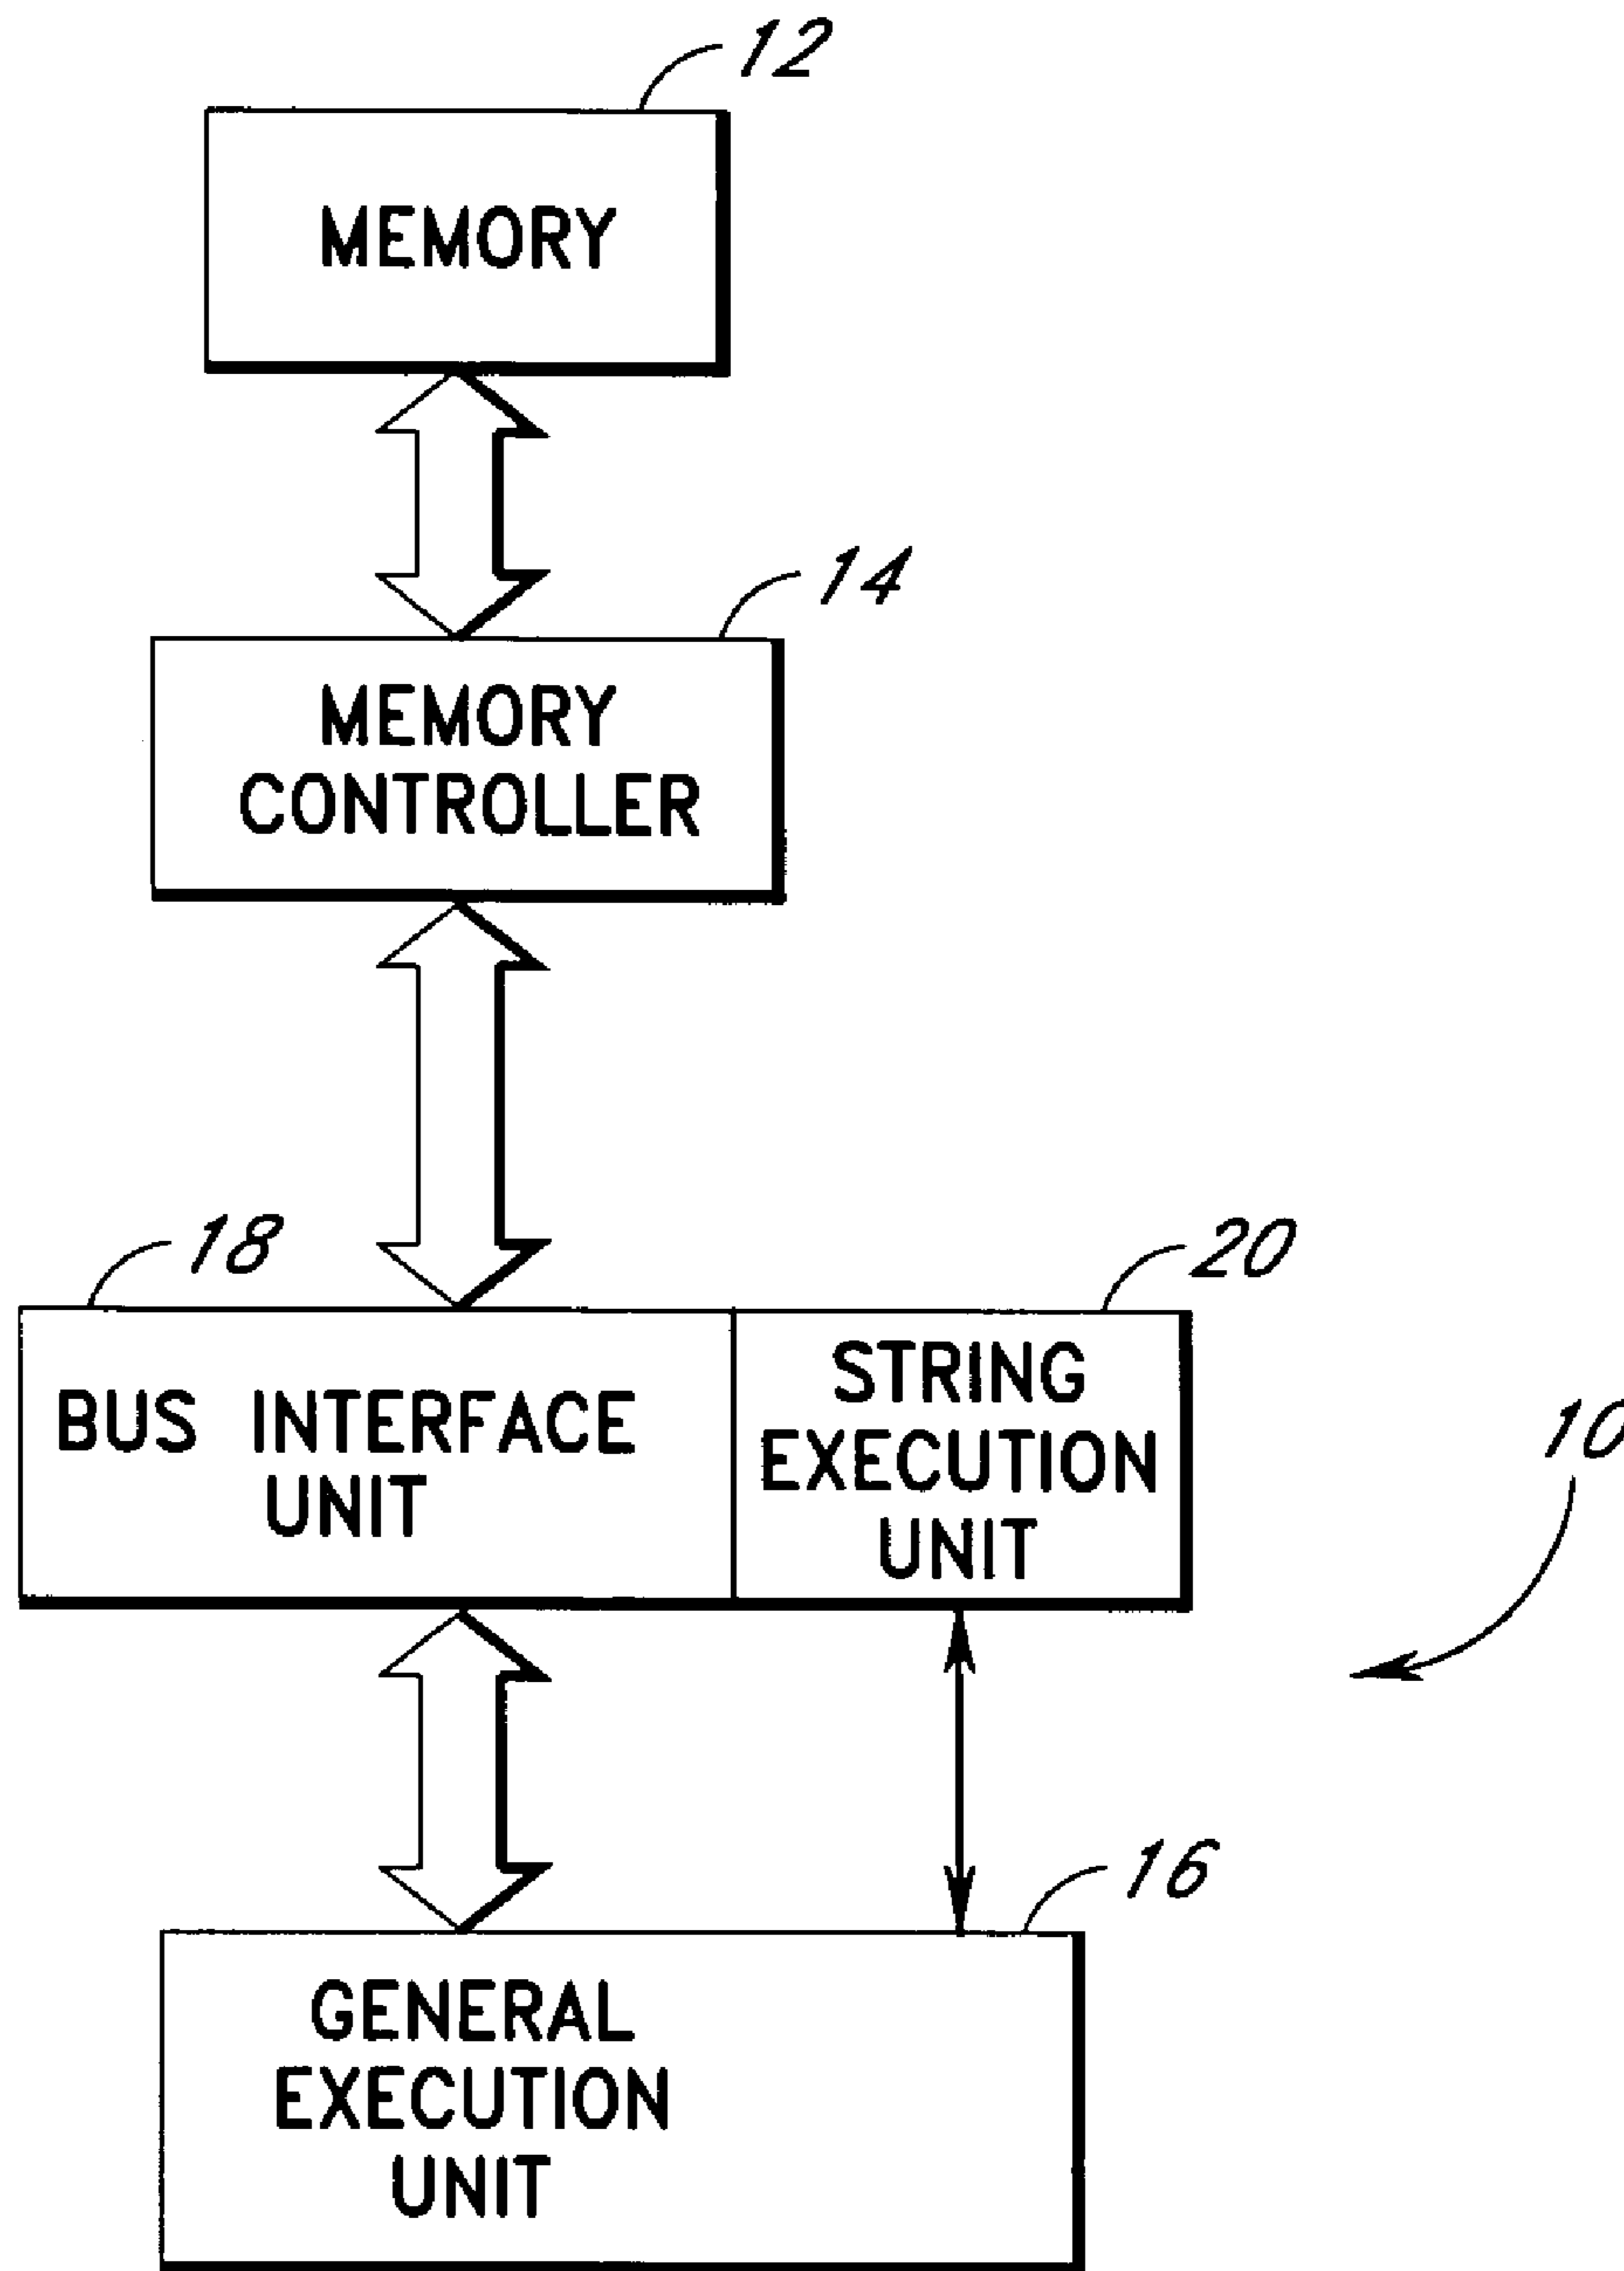 12
MEMORY
14
MEMORY
CONTROLLER
18
20
BUS INTERFACE
UNIT
STRING
EXECUTION
UNIT
10
16
GENERAL
EXECUTION
UNIT